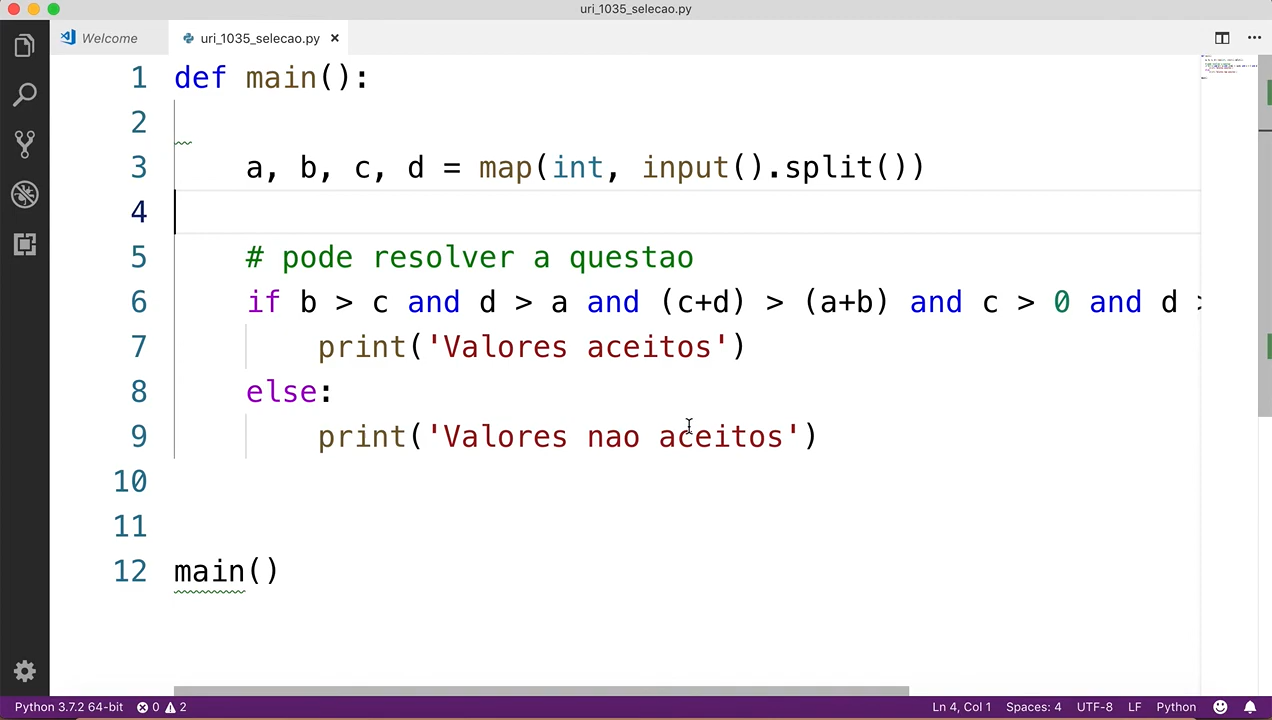 uri_1035_selecao.py
Welcome
uri_1035_selecao.py
1 def main():
2
3 a, b, c, d = map(int, input().split())
4
5 # pode resolver a questao
6 if b > c and d > a and (c+d) > (a+b) and c > 0 and d >
7 print('Valores aceitos')
8 else:
9 print('Valores nao aceitos')
10
11
12 main()
Python 3.7.2 64-bit 0 2 Ln 4, Col 1 Spaces: 4 UTF-8 LF Python